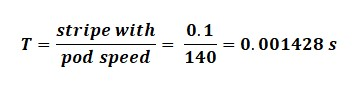 T = stripe with / pod speed = 0.1 / 140 = 0.001428 s